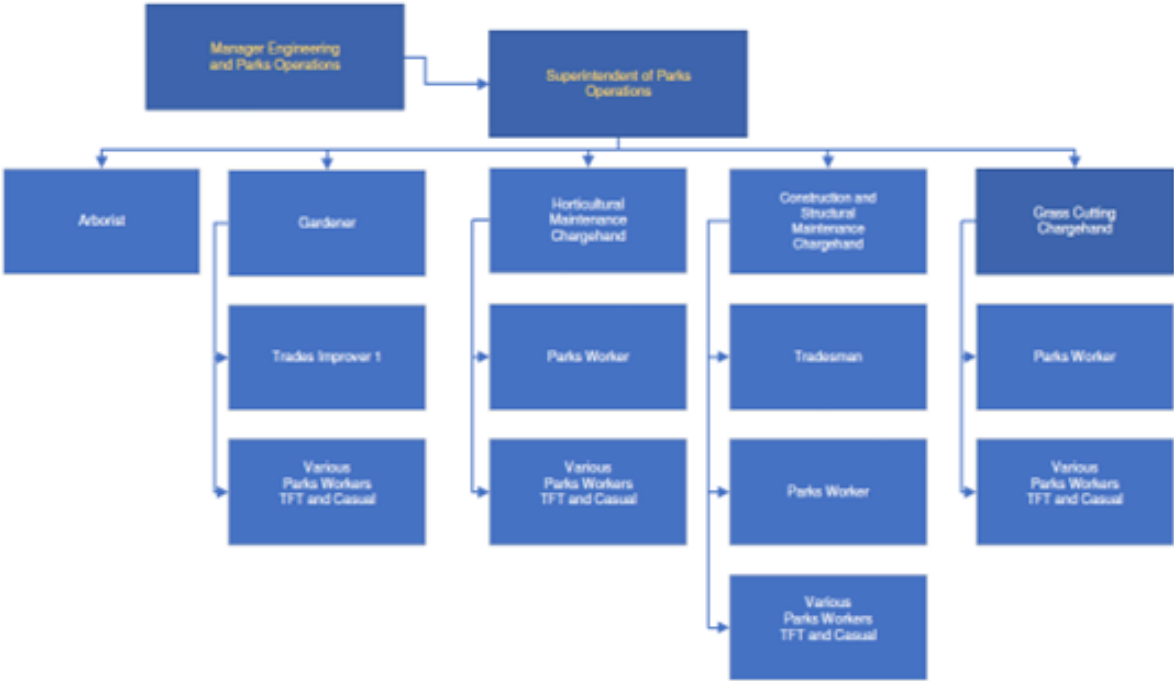 Manager Engineering
and Parks Operations
Superintendent of Parks
Operations
Arborist
Gardener
Horticultural
Maintenance
Chargehand
Construction and
Structural
Maintenance
Chargehand
Grass Cutting
Chargehand
Trades Improver 1
Parks Worker
Tradesman
Parks Worker
Various
Parks Workers
TFT and Casual
Various
Parks Workers
TFT and Casual
Parks Worker
Various
Parks Workers
TFT and Casual
Various
Parks Workers
TFT and Casual